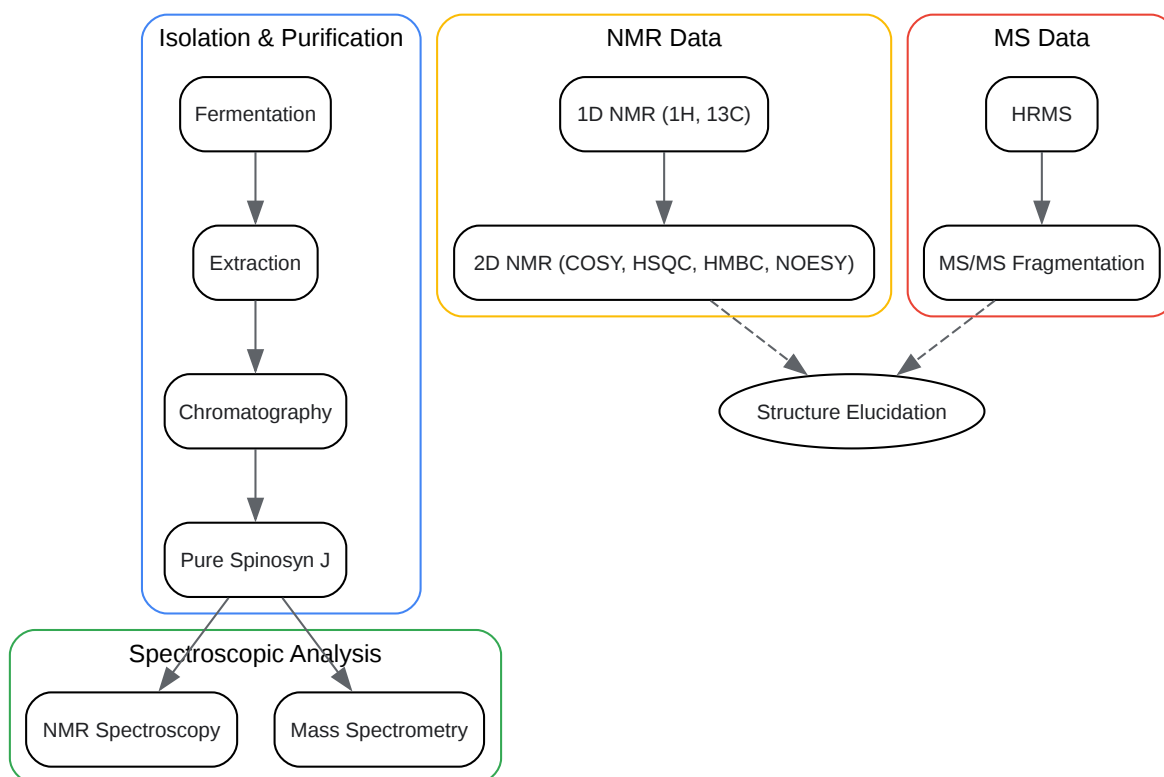 Isolation & Purification
Fermentation
Extraction
Chromatography
Pure Spinosyn J
Spectroscopic Analysis
NMR Spectroscopy
Mass Spectrometry
NMR Data
1D NMR (1H, 13C)
2D NMR (COSY, HSQC, HMBC, NOESY)
MS Data
HRMS
MS/MS Fragmentation
Structure Elucidation